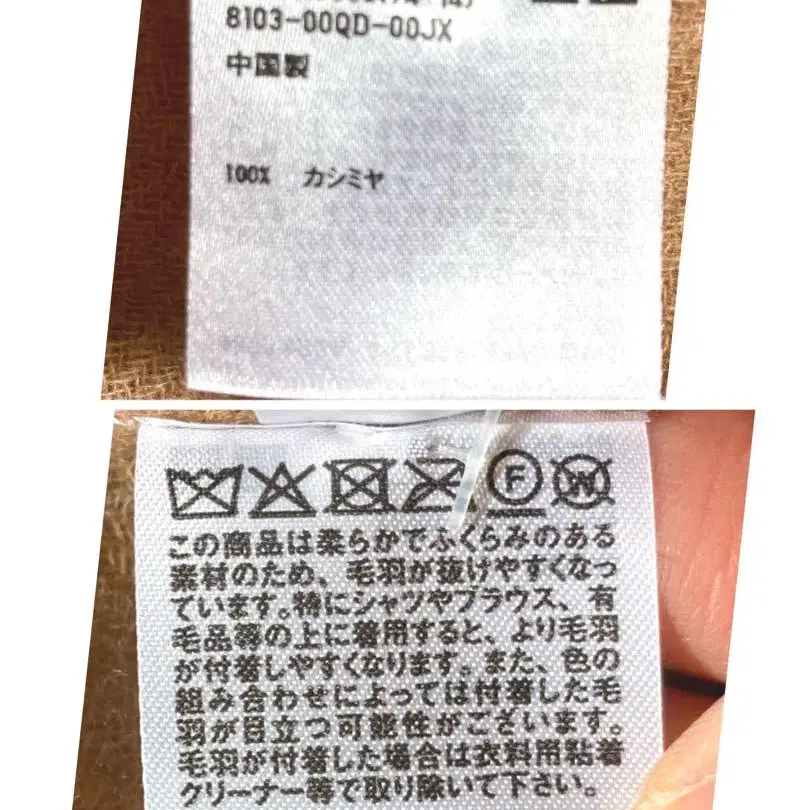 8103-00QD-00JX
中国製
100% カシミヤ
F W
この商品は柔らかでふくらみのある
素材のため、毛羽が抜けやすくなっ
ています。特にシャツやブラウス、有
毛品等の上に着用すると、より毛羽
が付着しやすくなります。また、色の
組み合わせによっては付着した毛
羽が目立つ可能性がございます。
毛羽が付着した場合は衣料用粘着
クリーナー等で取り除いて下さい。